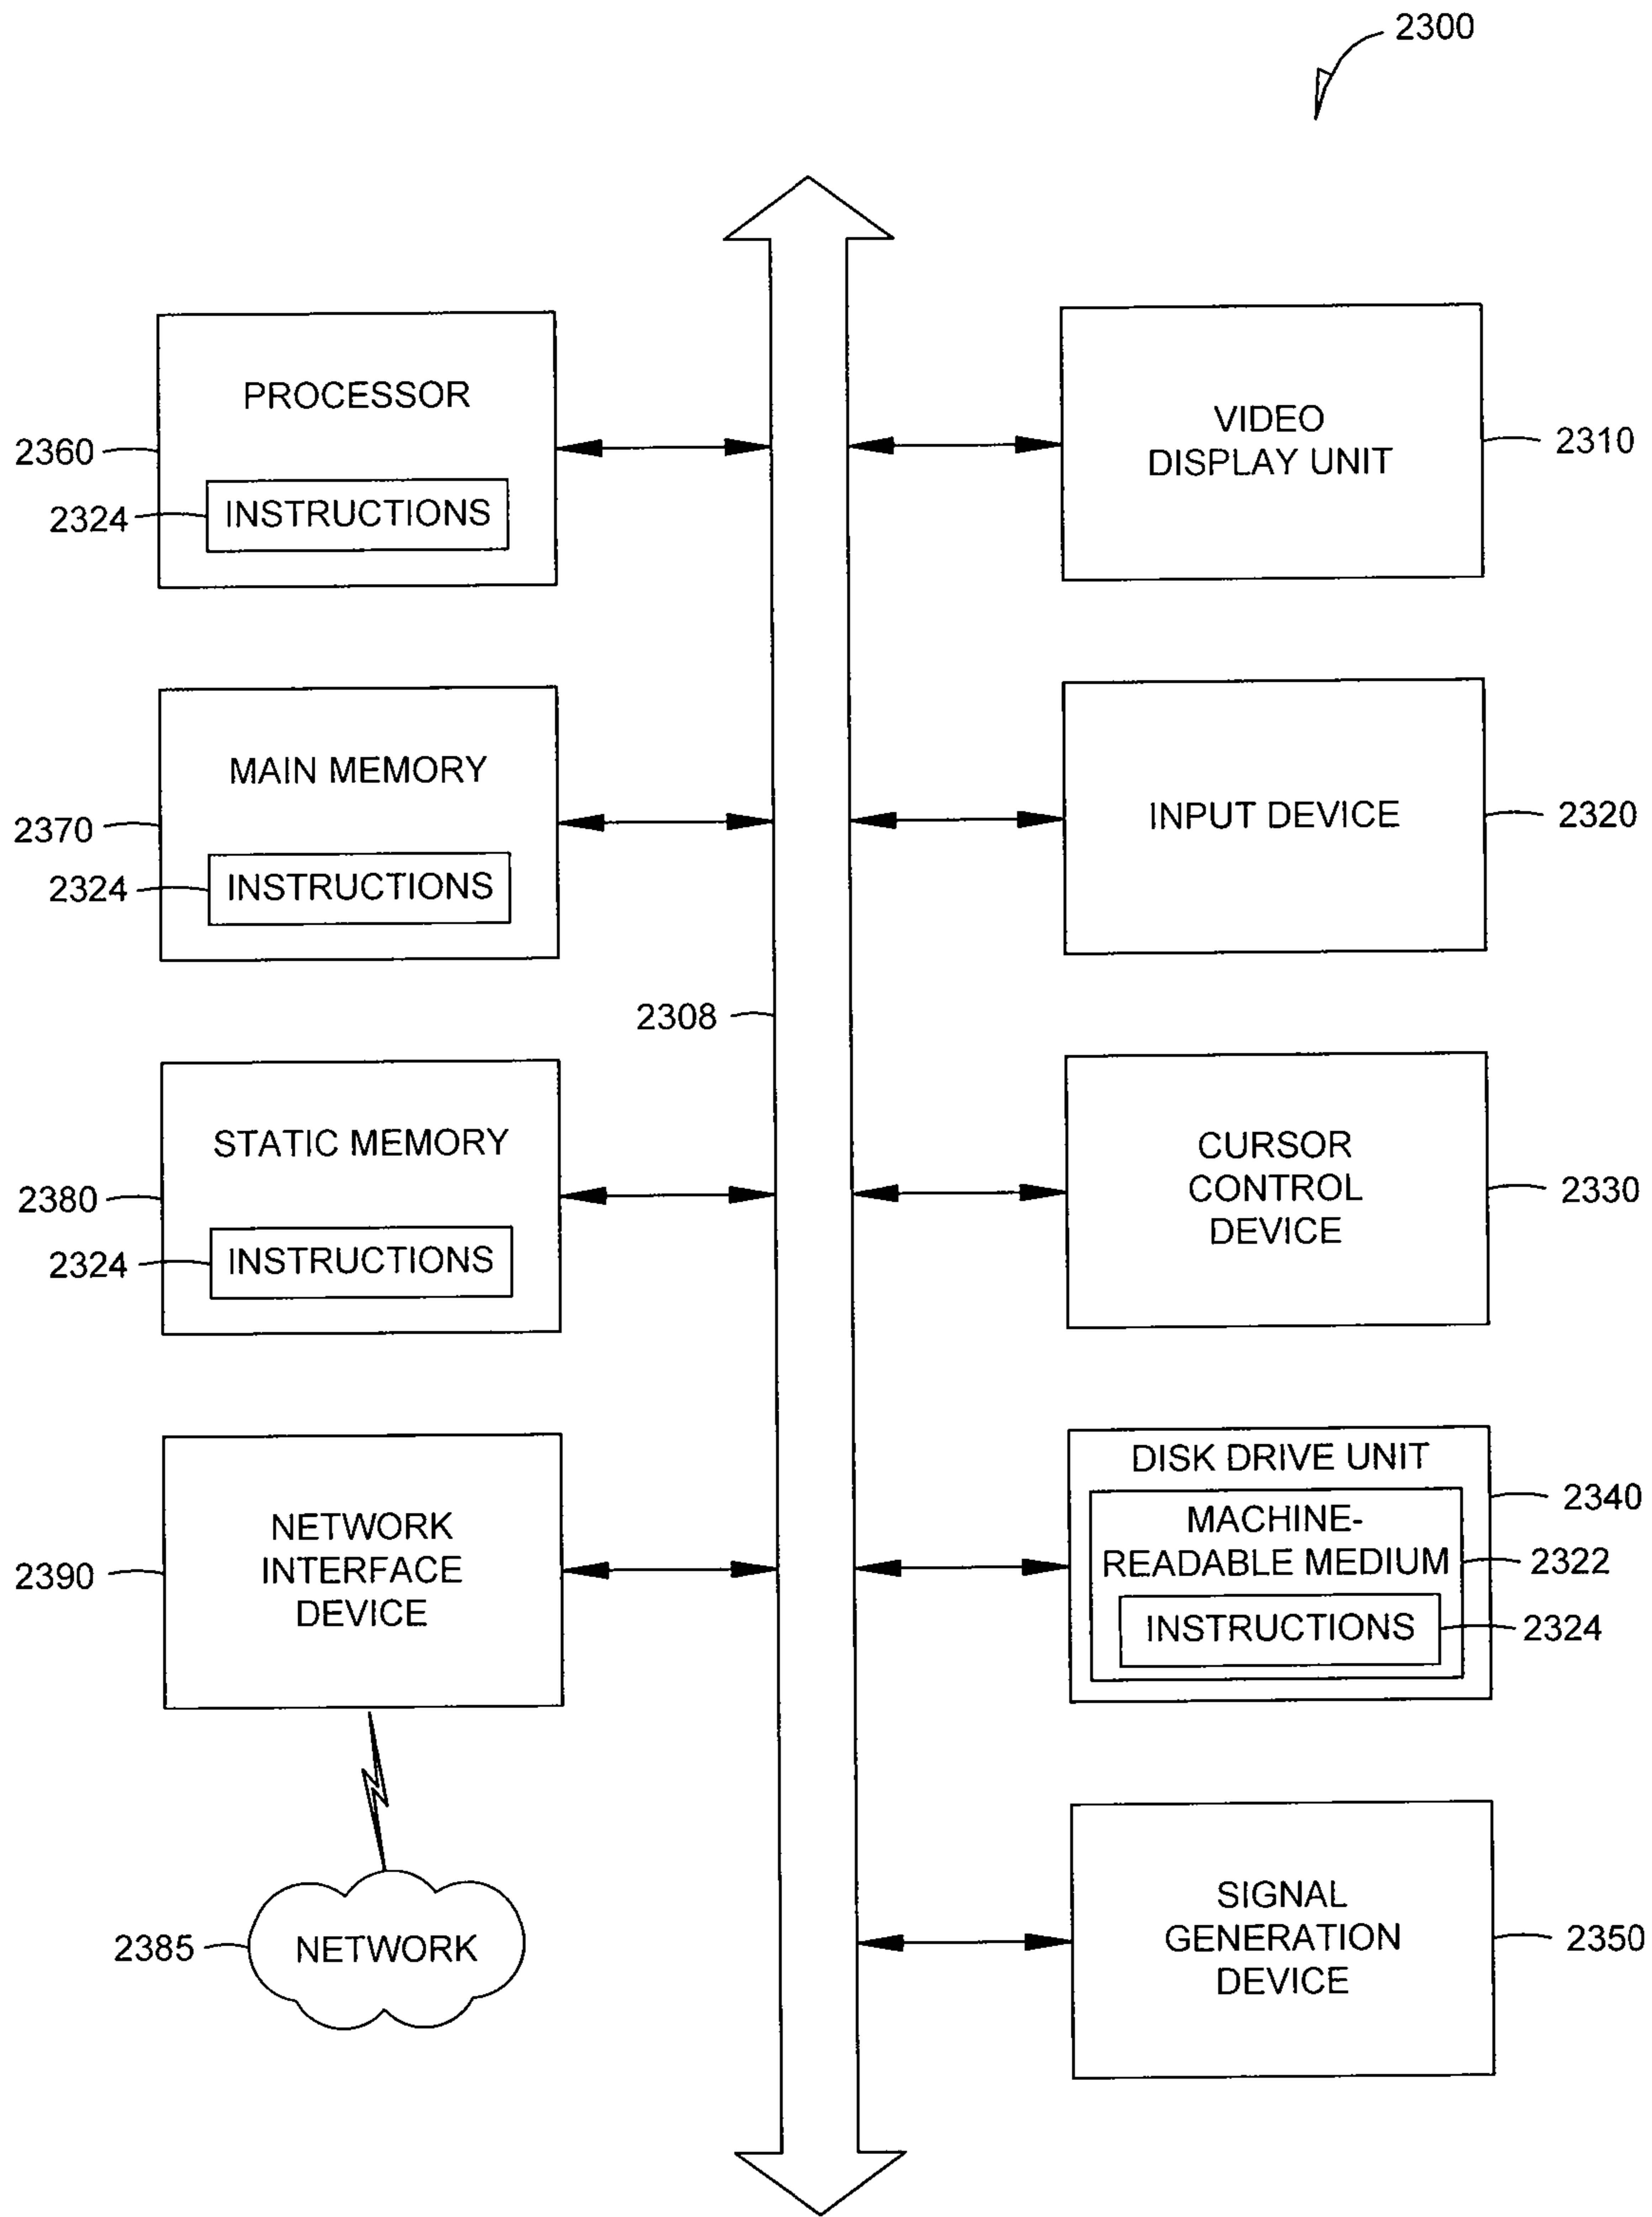 2300
PROCESSOR
2360
INSTRUCTIONS
2324
VIDEO
DISPLAY UNIT
2310
MAIN MEMORY
2370
INSTRUCTIONS
2324
INPUT DEVICE
2320
2308
STATIC MEMORY
2380
INSTRUCTIONS
2324
CURSOR
CONTROL
DEVICE
2330
NETWORK
INTERFACE
DEVICE
2390
DISK DRIVE UNIT
2340
MACHINE-
READABLE MEDIUM
2322
INSTRUCTIONS
2324
NETWORK
2385
SIGNAL
GENERATION
DEVICE
2350